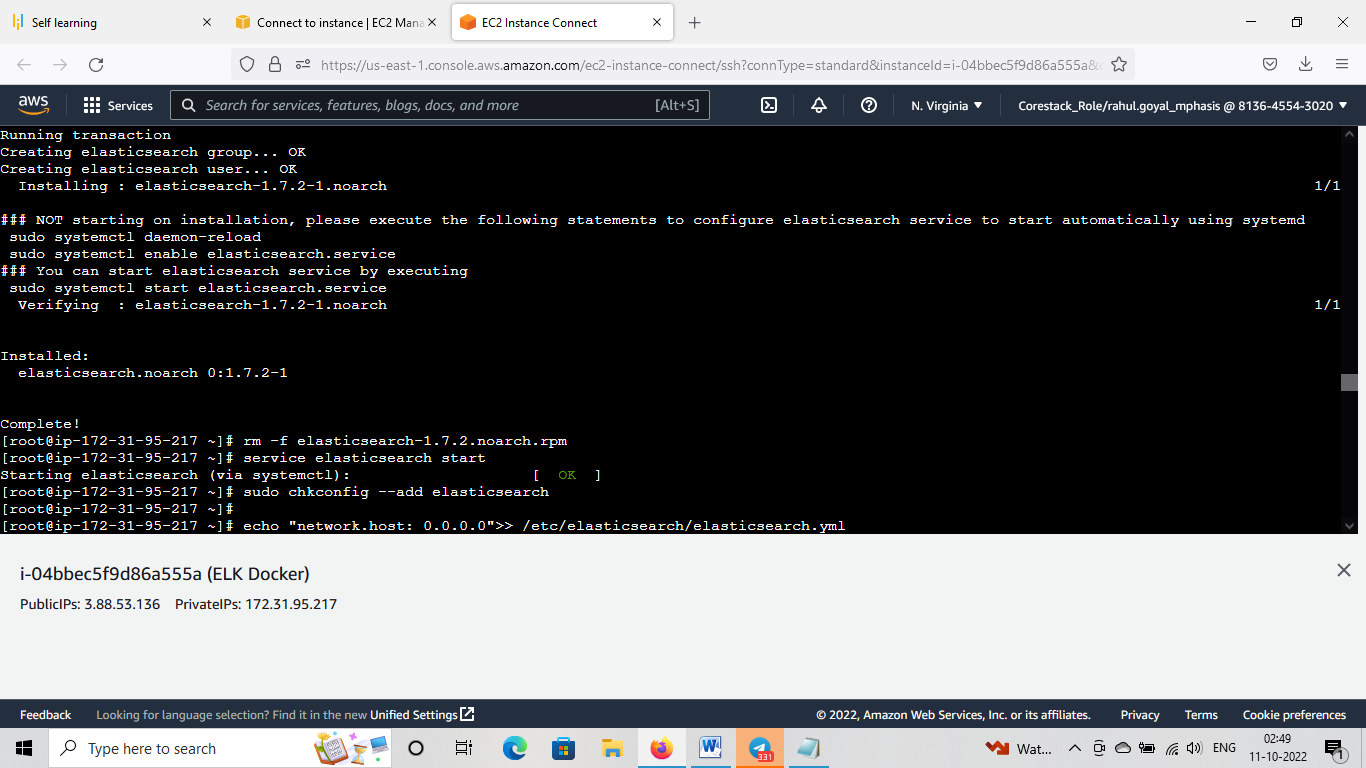 Self learning
Connect to instance | EC2 Mana
EC2 Instance Connect
https://us-east-1.console.aws.amazon.com/ec2-instance-connect/ssh?connType=standard&instanceId=i-04bbec5f9d86a555a&
aws
Services
Search for services, features, blogs, docs, and more
[Alt+S]
N. Virginia
Corestack_Role/rahul.goyal_mphasis @ 8136-4554-3020
Running transaction
Creating elasticsearch group... OK
Creating elasticsearch user... OK
  Installing : elasticsearch-1.7.2-1.noarch 1/1
### NOT starting on installation, please execute the following statements to configure elasticsearch service to start automatically using systemd
 sudo systemctl daemon-reload
 sudo systemctl enable elasticsearch.service
### You can start elasticsearch service by executing
 sudo systemctl start elasticsearch.service
  Verifying  : elasticsearch-1.7.2-1.noarch 1/1
Installed:
  elasticsearch.noarch 0:1.7.2-1
Complete!
[root@ip-172-31-95-217 ~]# rm -f elasticsearch-1.7.2.noarch.rpm
[root@ip-172-31-95-217 ~]# service elasticsearch start
Starting elasticsearch (via systemctl): [  OK  ]
[root@ip-172-31-95-217 ~]# sudo chkconfig --add elasticsearch
[root@ip-172-31-95-217 ~]#
[root@ip-172-31-95-217 ~]# echo "network.host: 0.0.0.0">> /etc/elasticsearch/elasticsearch.yml
i-04bbec5f9d86a555a (ELK Docker)
PublicIPs: 3.88.53.136 PrivateIPs: 172.31.95.217
Feedback
Looking for language selection? Find it in the new Unified Settings
© 2022, Amazon Web Services, Inc. or its affiliates.
Privacy
Terms
Cookie preferences
Type here to search
331
Wat...
ENG
02:49
11-10-2022
1